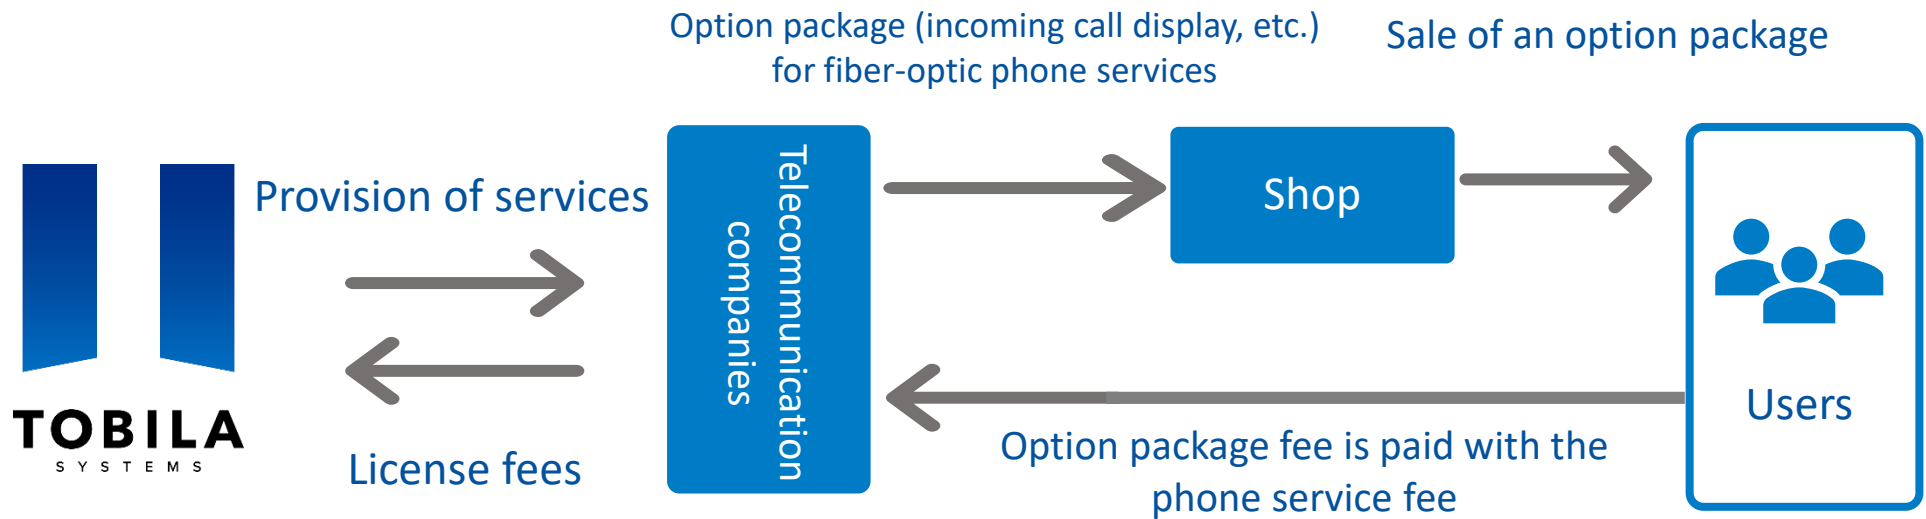 Option package (incoming call display, etc.)
for fiber-optic phone services
Sale of an option package
Provision of services
Telecommunication
companies
Shop
Users
TOBILA
SYSTEMS
License fees
Option package fee is paid with the
phone service fee